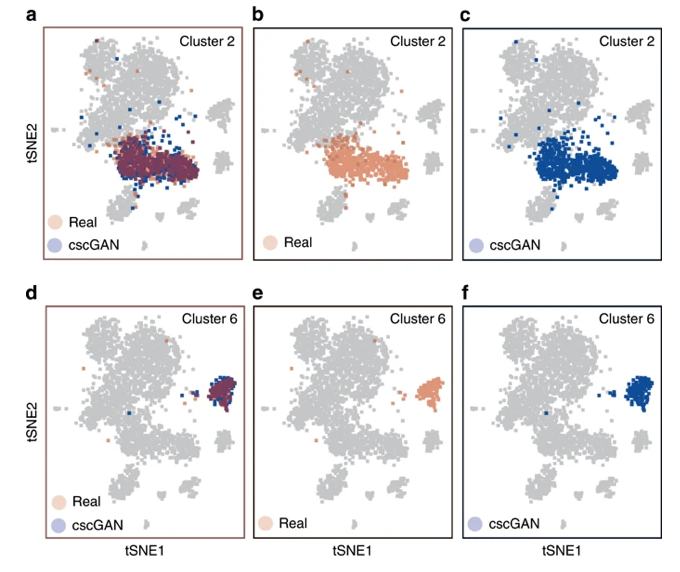 a
b
c
Cluster 2
Cluster 2
Cluster 2
tSNE2
Real
cscGAN
Real
cscGAN
d
e
f
Cluster 6
Cluster 6
Cluster 6
tSNE2
Real
cscGAN
Real
cscGAN
tSNE1
tSNE1
tSNE1